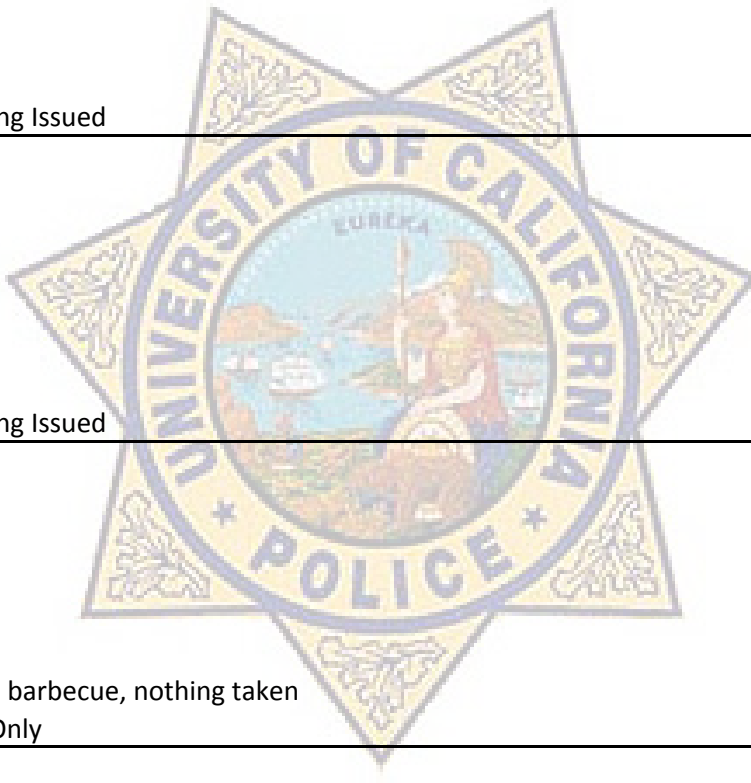 ng Issued
UNIVERSITY OF CALIFORNIA
EUREKA
ng Issued
* POLICE *
barbecue, nothing taken
Only